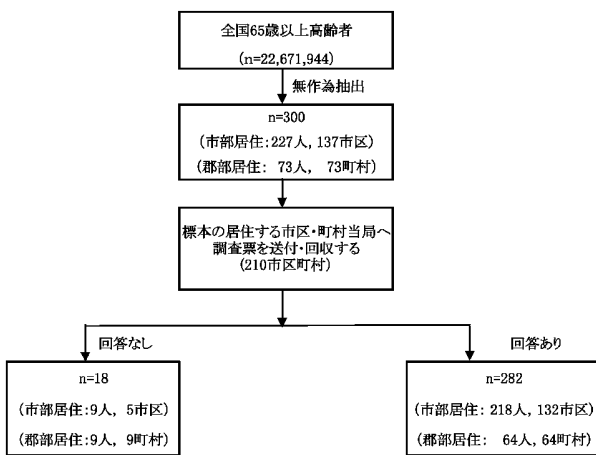 全国65歳以上高齢者
(n=22,671,944)
無作為抽出
n=300
(市部居住:227人, 137市区)
(郡部居住: 73人, 73町村)
標本の居住する市区・町村当局へ
調査票を送付・回収する
(210市区町村)
回答なし
n=18
(市部居住:9人, 5市区)
(郡部居住:9人, 9町村)
回答あり
n=282
(市部居住: 218人, 132市区)
(郡部居住: 64人, 64町村)